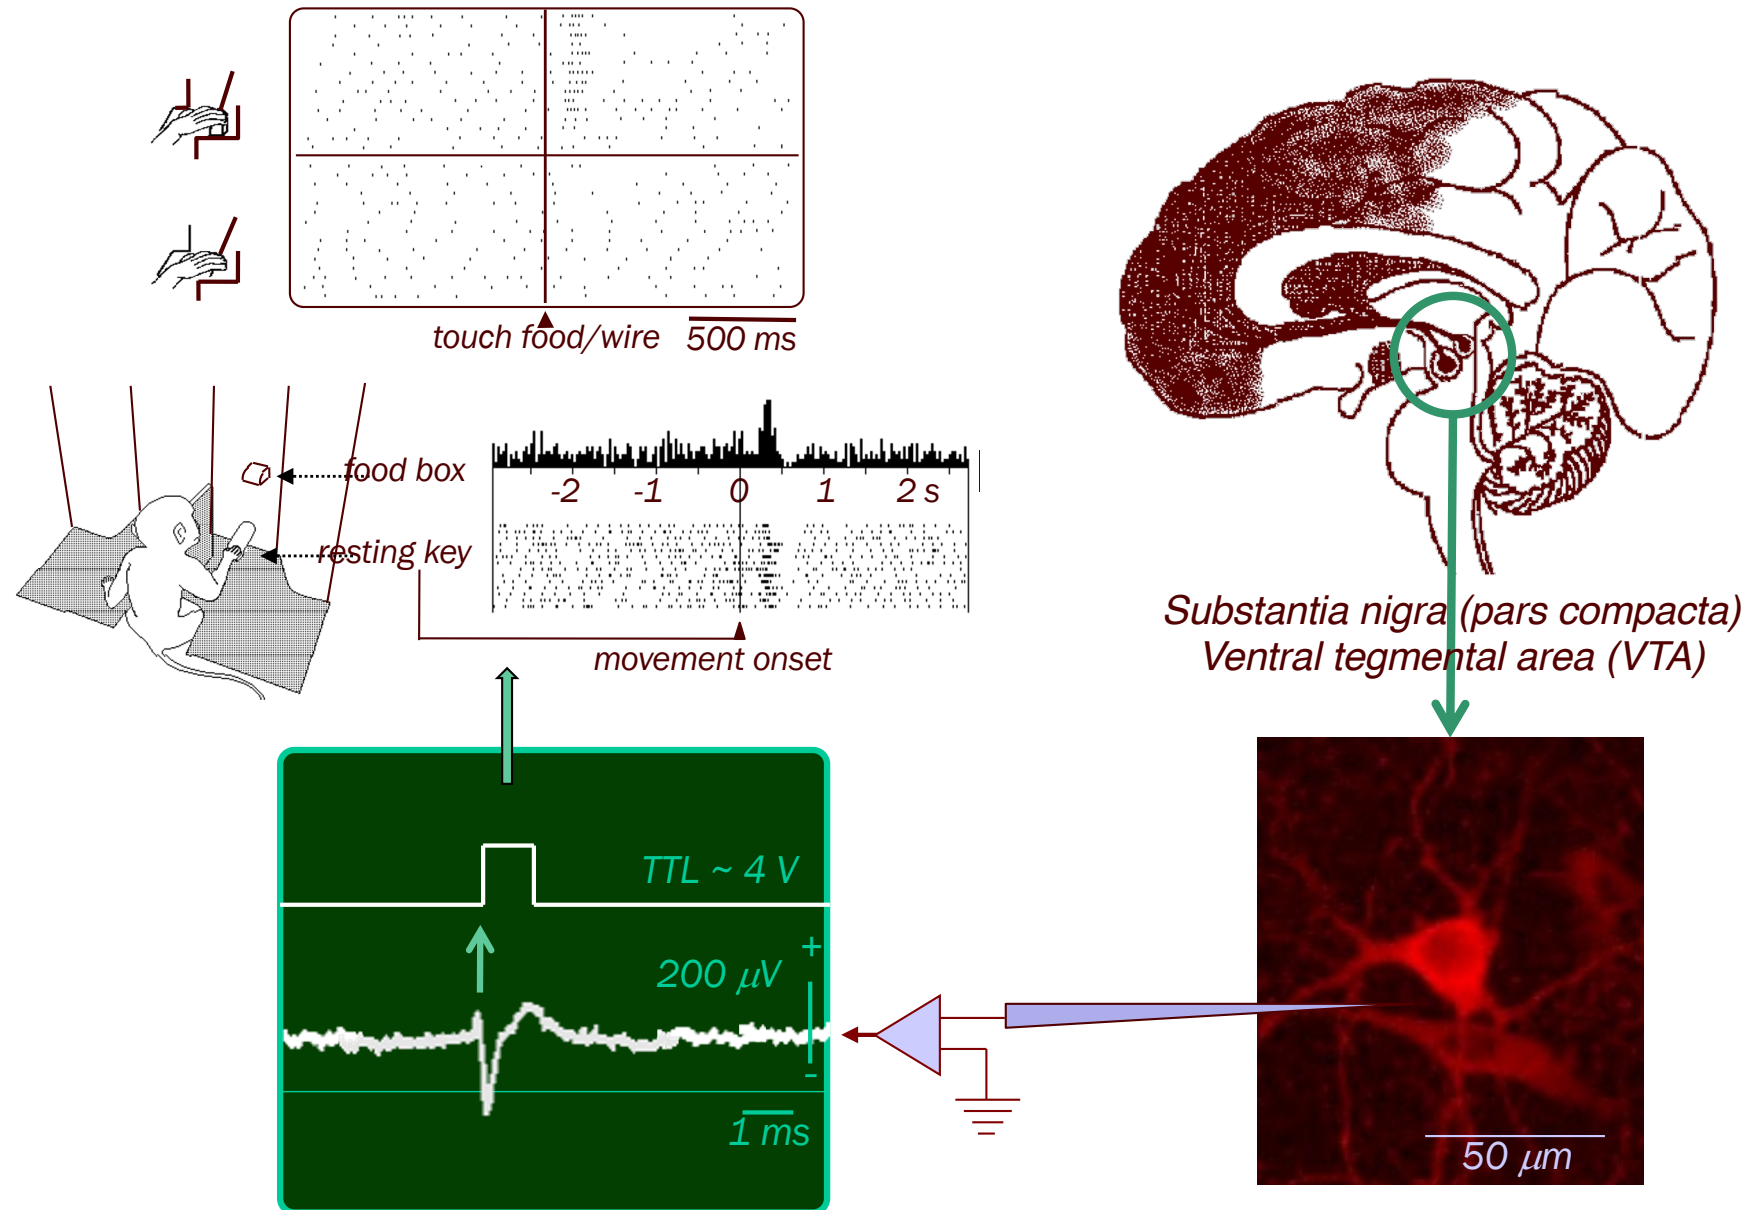 touch food/wire
500 ms
food box
resting key
-2 -1 0 1 2 s
movement onset
Substantia nigra (pars compacta)
Ventral tegmental area (VTA)
TTL ~ 4 V
+
200 μV
-
1 ms
50 μm